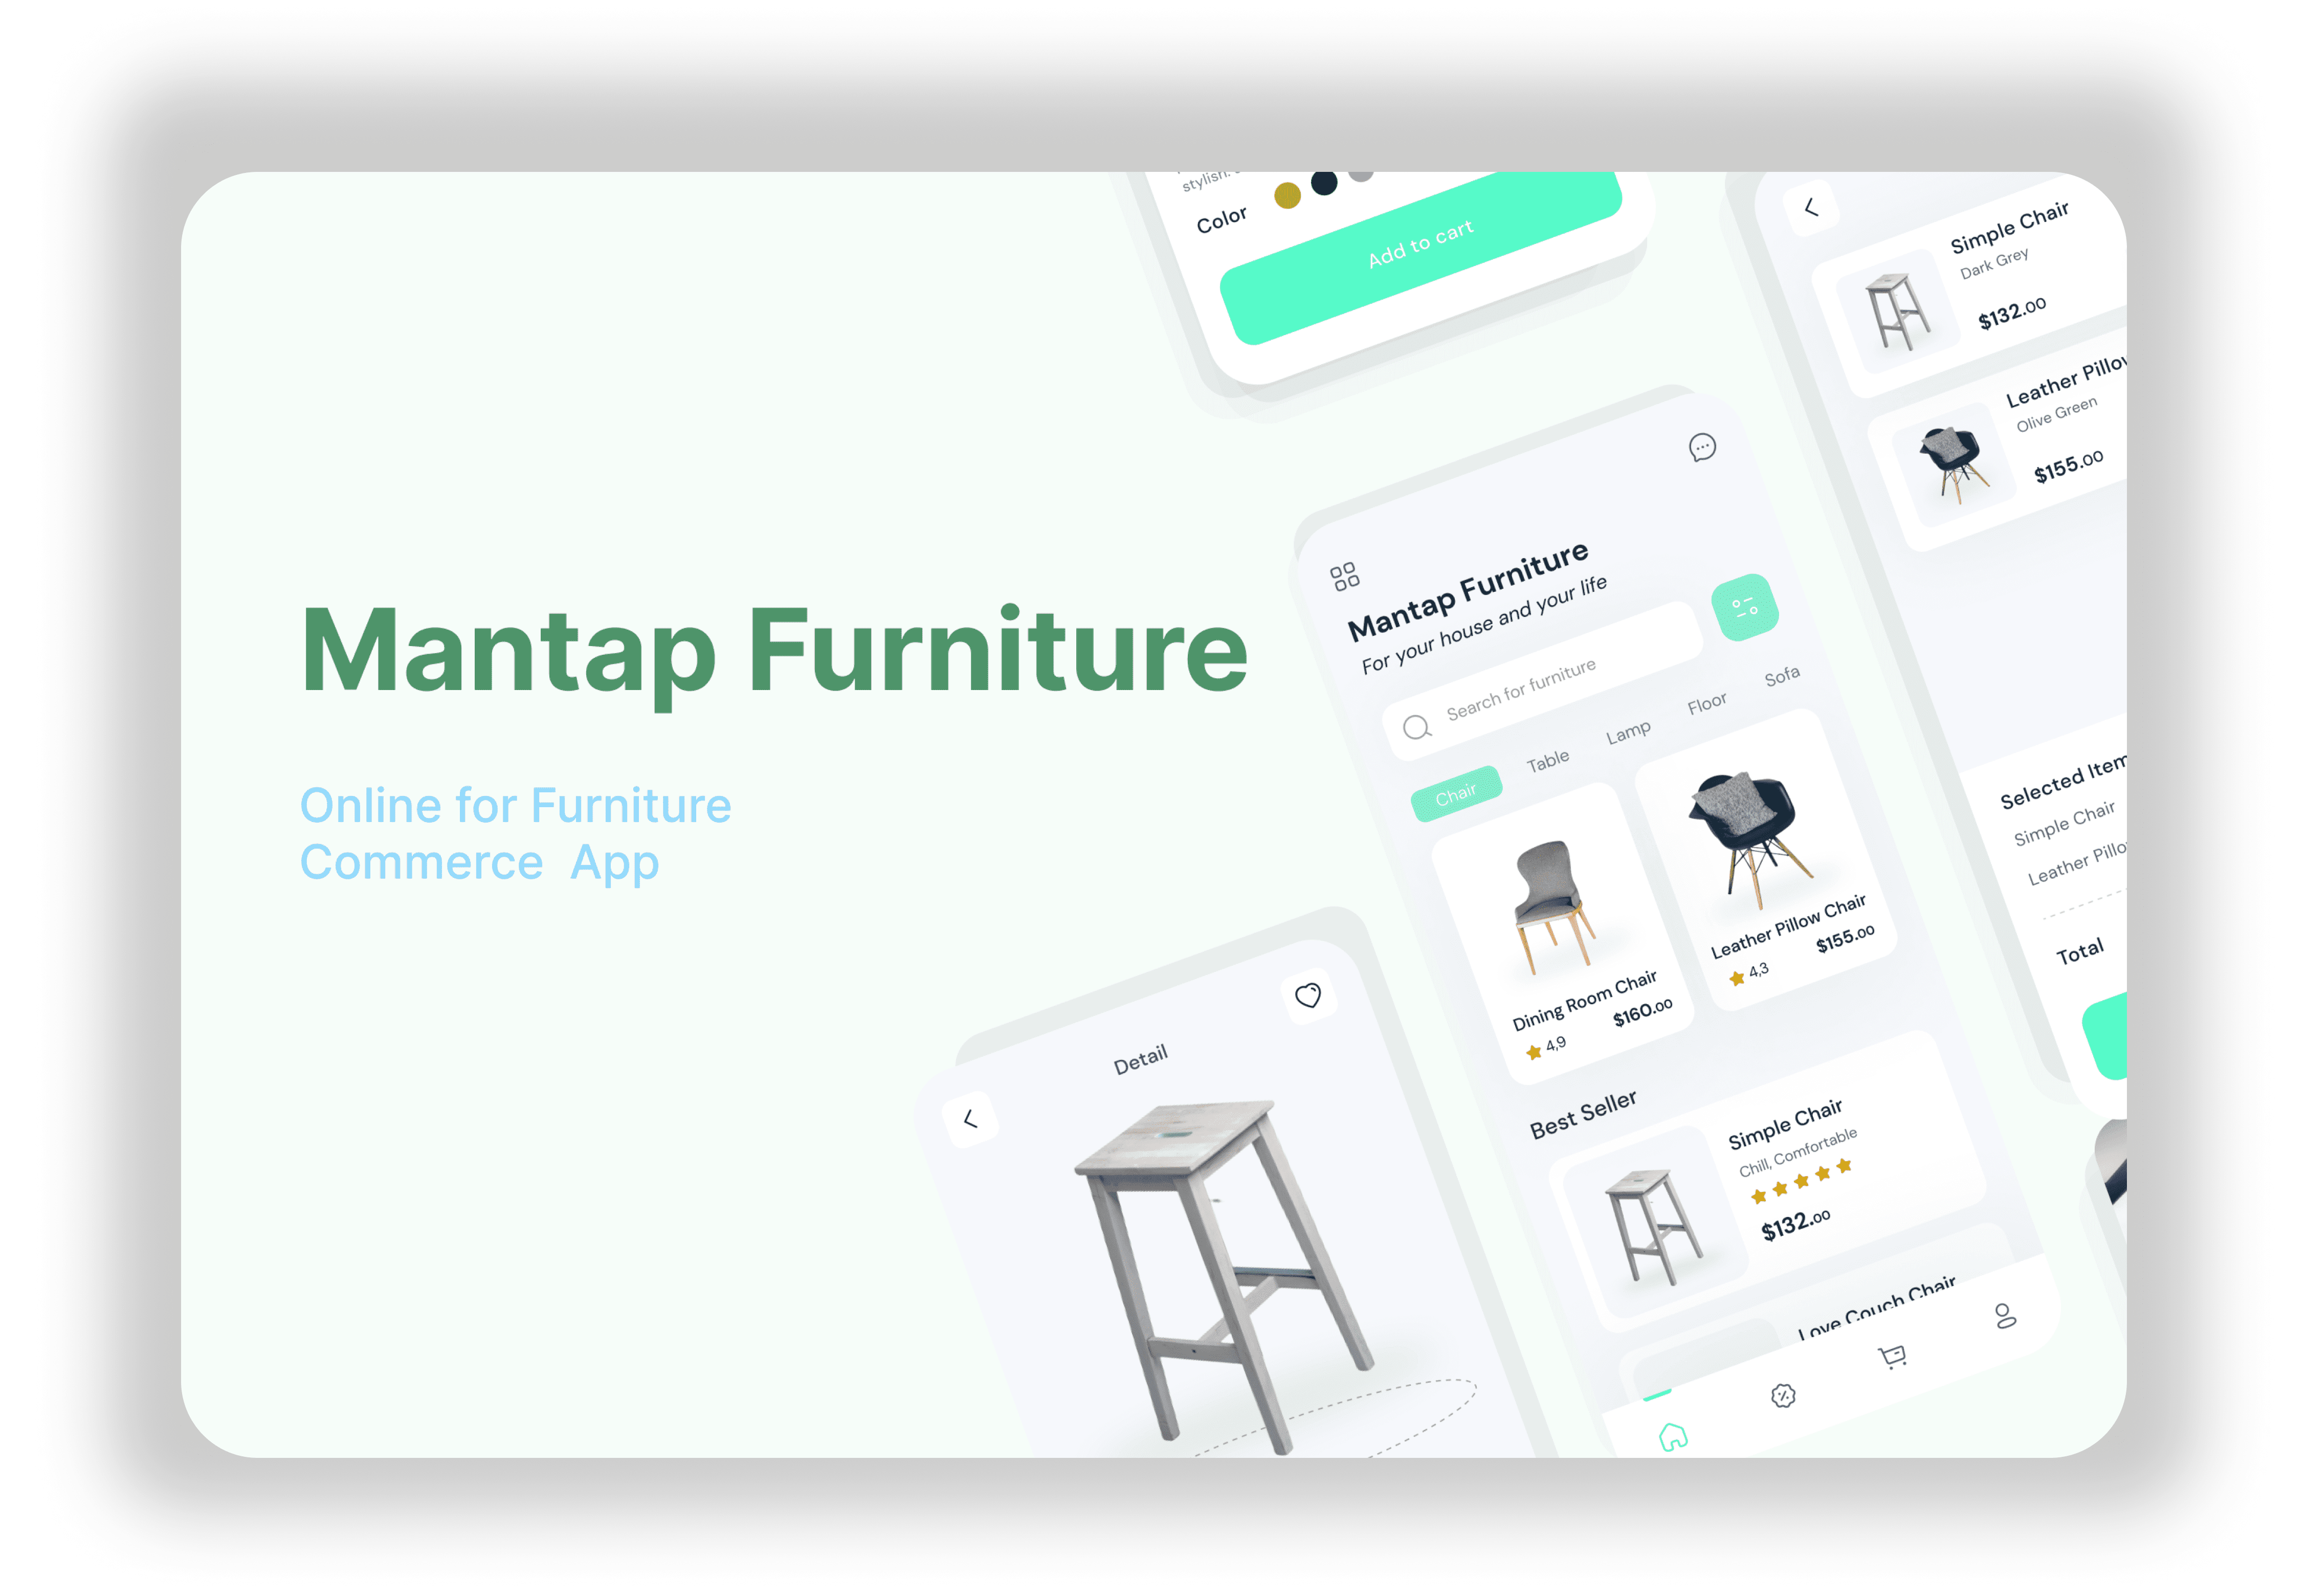 Mantap Furniture
Online for Furniture
Commerce App
stylish.
Color
Add to cart
Simple Chair
Dark Grey
$132.00
Leather
Olive Green
$155.00
Selected
Simple Chair
Leather
Total
Mantap Furniture
For your house and your life
Search for furniture
Chair Table Lamp Floor Sofa
Dining Room Chair
4,9 $160.00
Leather Pillow Chair
4,3 $155.00
Best Seller
Simple Chair
Chill, Comfortable
$132.00
Love Couch Chair
Detail